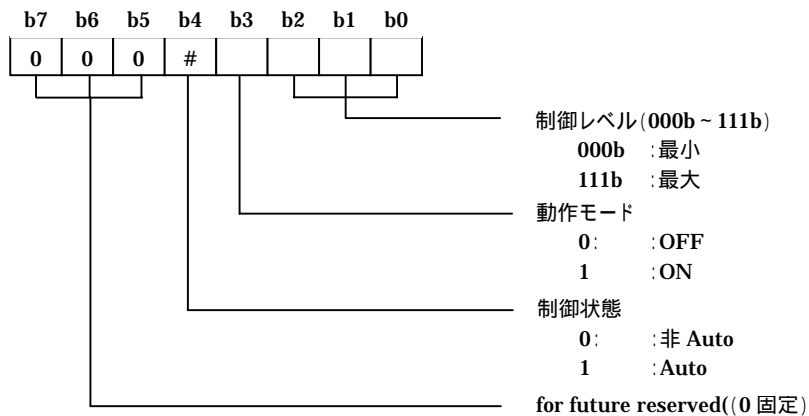 b7 b6 b5 b4 b3 b2 b1 b0
0 0 0 #
制御レベル(000b ~ 111b)
000b :最小
111b :最大
動作モード
0: :OFF
1 :ON
制御状態
0: :非 Auto
1 :Auto
for future reserved((0 固定)